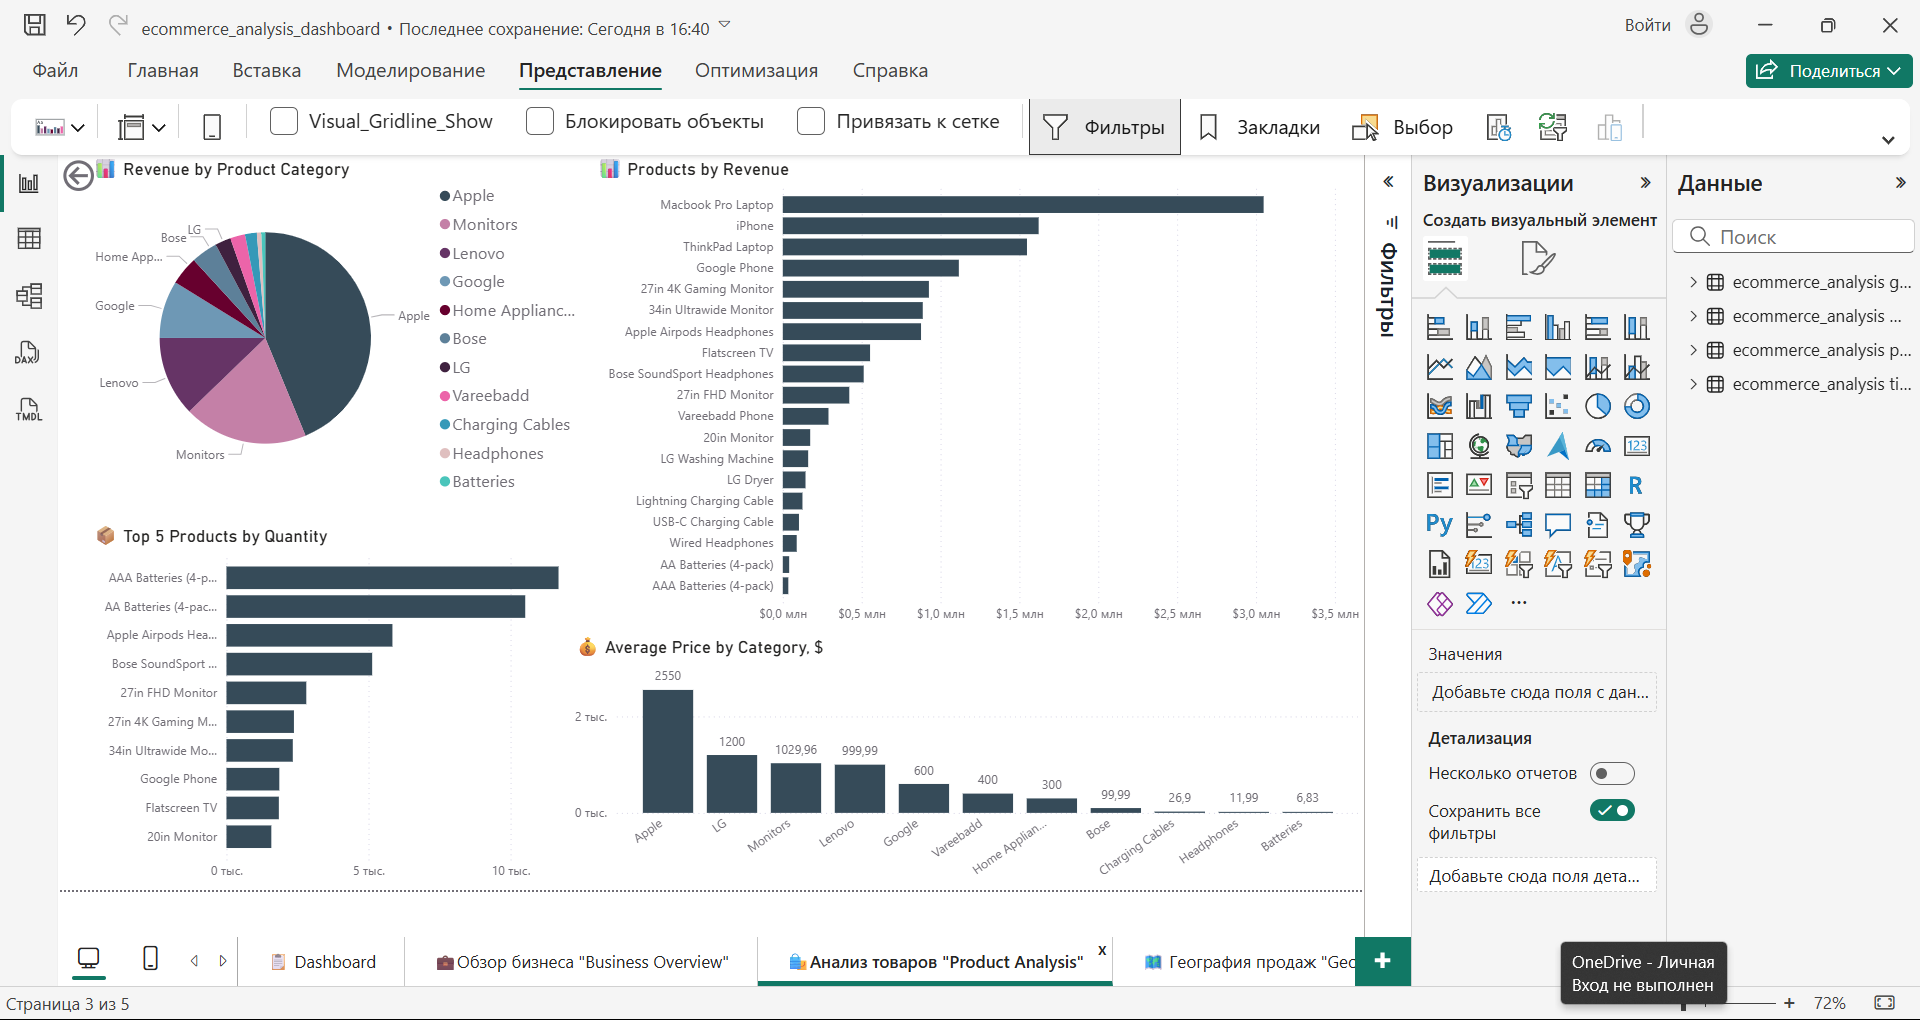 ecommerce_analysis_dashboard • Последнее сохранение: Сегодня в 16:40
Войти
Файл
Главная
Вставка
Моделирование
Представление
Оптимизация
Справка
Поделиться
Visual_Gridline_Show
Блокировать объекты
Привязать к сетке
Фильтры
Закладки
Выбор
Revenue by Product Category
Apple
Monitors
Lenovo
Google
Home App...
Bose
LG
Apple
Monitors
Lenovo
Google
Home Applianc...
Bose
LG
Vareebadd
Charging Cables
Headphones
Batteries
Products by Revenue
Macbook Pro Laptop
iPhone
ThinkPad Laptop
Google Phone
27in 4K Gaming Monitor
34in Ultrawide Monitor
Apple Airpods Headphones
Flatscreen TV
Bose SoundSport Headphones
27in FHD Monitor
Vareebadd Phone
20in Monitor
LG Washing Machine
LG Dryer
Lightning Charging Cable
USB-C Charging Cable
Wired Headphones
AA Batteries (4-pack)
AAA Batteries (4-pack)
$0,0 млн
$0,5 млн
$1,0 млн
$1,5 млн
$2,0 млн
$2,5 млн
$3,0 млн
$3,5 млн
Top 5 Products by Quantity
AAA Batteries (4-p...
AA Batteries (4-pac...
Apple Airpods Hea...
Bose SoundSport ...
27in FHD Monitor
27in 4K Gaming M...
34in Ultrawide Mo...
Google Phone
Flatscreen TV
20in Monitor
0 тыс.
5 тыс.
10 тыс.
Average Price by Category, $
2 тыс.
0 тыс.
2550
1200
1029,96
999,99
600
400
300
99,99
26,9
11,99
6,83
Apple
LG
Monitors
Lenovo
Google
Vareebadd
Home Applian...
Bose
Charging Cables
Headphones
Batteries
Фильтры
Визуализации
Создать визуальный элемент
123
R
Py
123
Значения
Добавьте сюда поля с дан...
Детализация
Несколько отчетов
Сохранить все
фильтры
Добавьте сюда поля дета...
Данные
Поиск
ecommerce_analysis g...
ecommerce_analysis ...
ecommerce_analysis p...
ecommerce_analysis ti...
DAX
TMDL
Dashboard
Обзор бизнеса "Business Overview"
Анализ товаров "Product Analysis"
x
География продаж "Geo
OneDrive - Личная
Вход не выполнен
Страница 3 из 5
72%